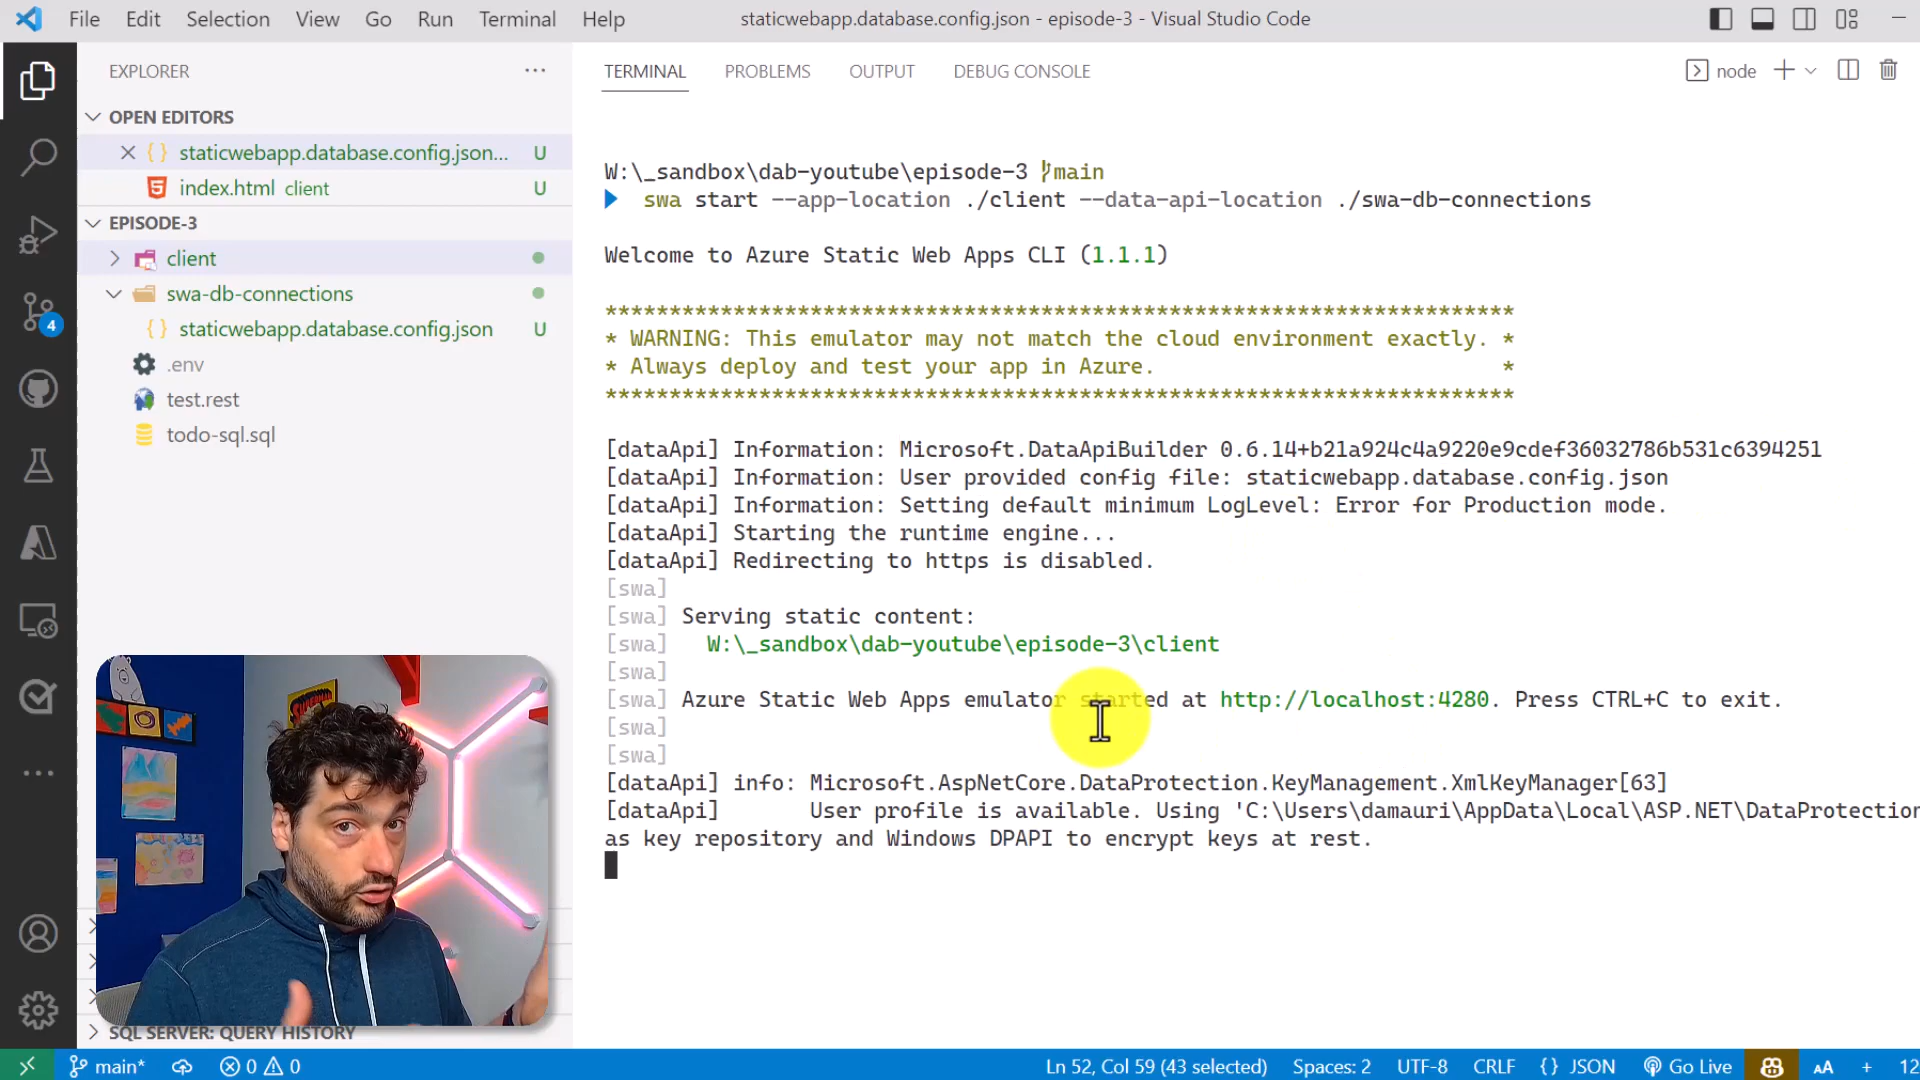 File Edit Selection View Go Run Terminal Help
staticwebapp.database.config.json - episode-3 - Visual Studio Code
EXPLORER
OPEN EDITORS
staticwebapp.database.config.json... U
index.html client U
EPISODE-3
client
swa-db-connections
staticwebapp.database.config.json U
.env
test.rest
todo-sql.sql
SQL SERVER: QUERY HISTORY
4
TERMINAL PROBLEMS OUTPUT DEBUG CONSOLE
node
W:\_sandbox\dab-youtube\episode-3 main
swa start --app-location ./client --data-api-location ./swa-db-connections
Welcome to Azure Static Web Apps CLI (1.1.1)
***********************************************************************
* WARNING: This emulator may not match the cloud environment exactly. *
* Always deploy and test your app in Azure. *
***********************************************************************
[dataApi] Information: Microsoft.DataApiBuilder 0.6.14+b21a924c4a9220e9cdef36032786b531c6394251
[dataApi] Information: User provided config file: staticwebapp.database.config.json
[dataApi] Information: Setting default minimum LogLevel: Error for Production mode.
[dataApi] Starting the runtime engine...
[dataApi] Redirecting to https is disabled.
[swa]
[swa] Serving static content:
[swa] W:\_sandbox\dab-youtube\episode-3\client
[swa]
[swa] Azure Static Web Apps emulator started at http://localhost:4280. Press CTRL+C to exit.
[swa]
[swa]
[dataApi] info: Microsoft.AspNetCore.DataProtection.KeyManagement.XmlKeyManager[63]
[dataApi] User profile is available. Using 'C:\Users\damauri\AppData\Local\ASP.NET\DataProtection
as key repository and Windows DPAPI to encrypt keys at rest.
main* 0 0 Ln 52, Col 59 (43 selected) Spaces: 2 UTF-8 CRLF {} JSON Go Live AA + 12